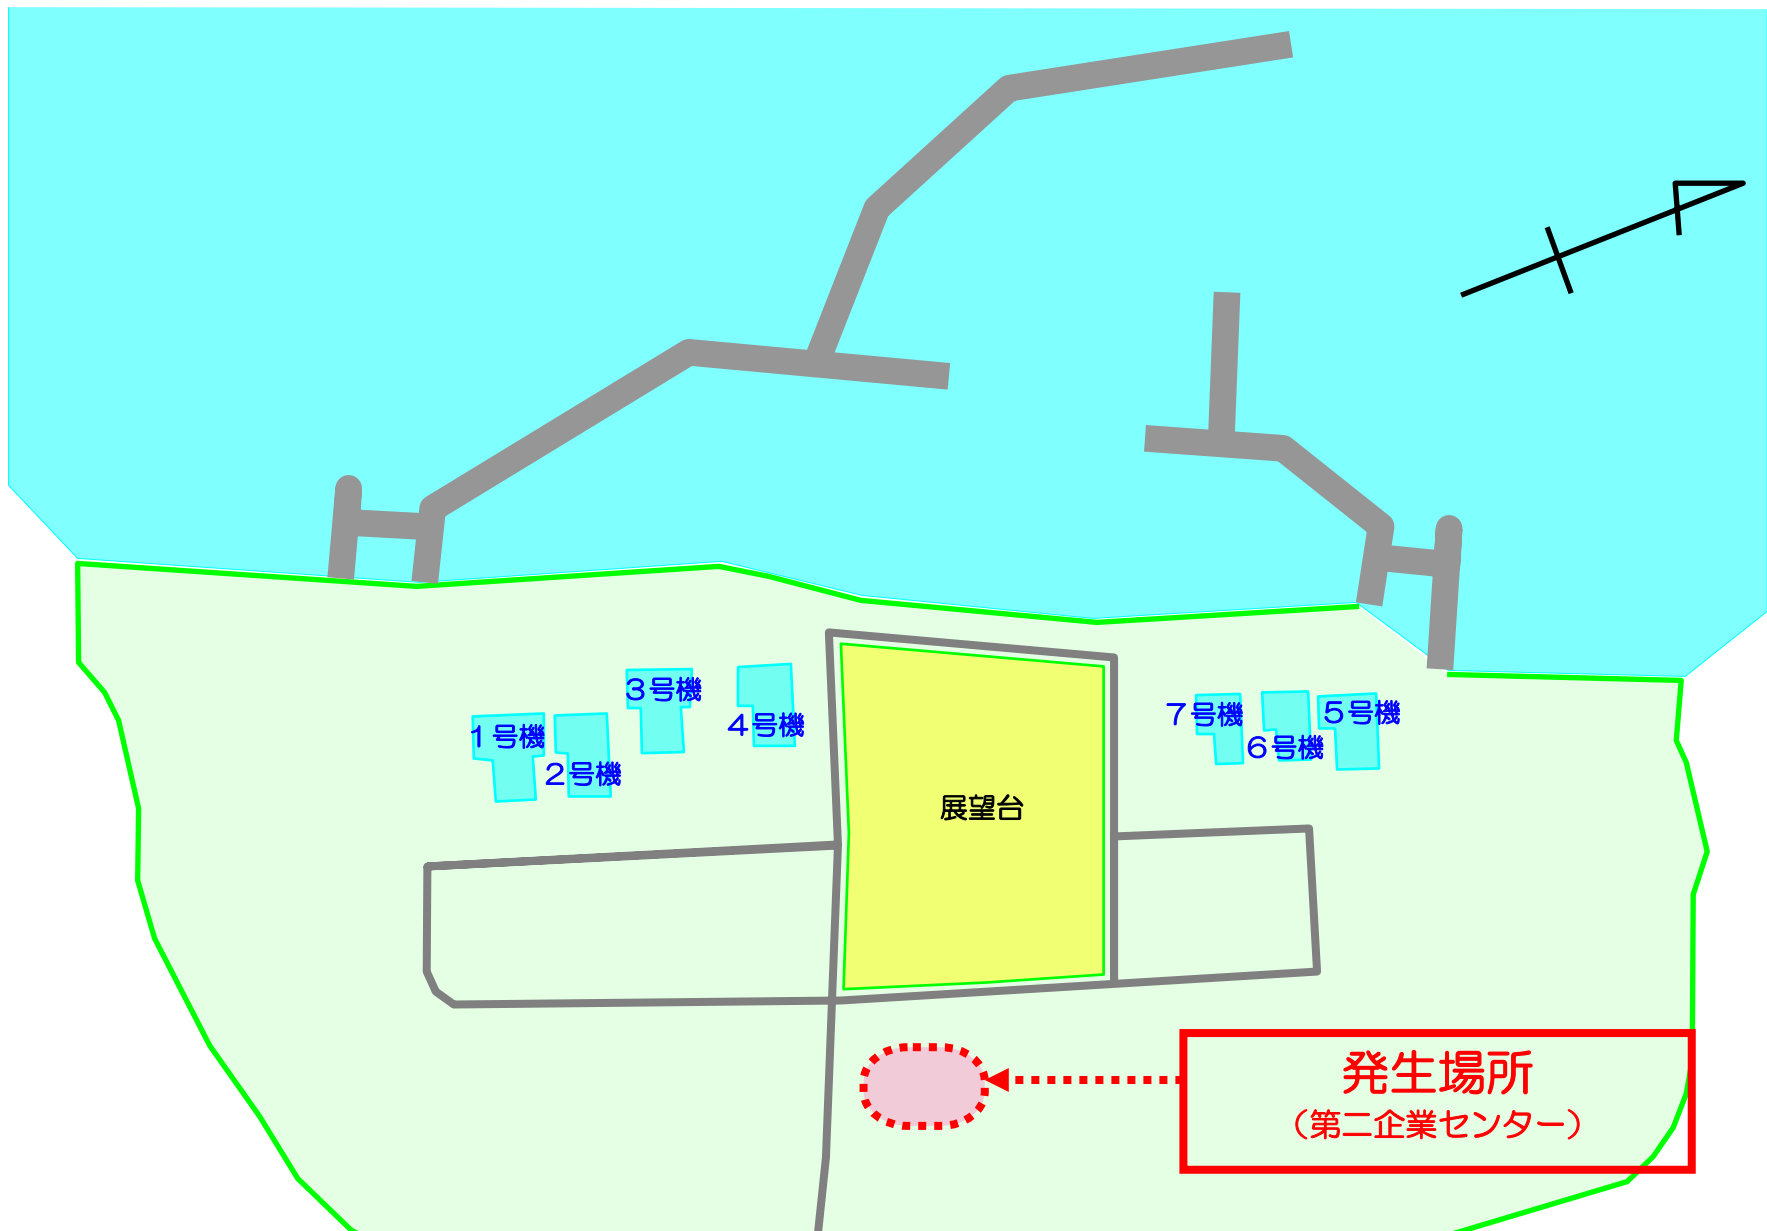 ３号機
４号機
１号機
２号機
７号機
５号機
６号機
展望台
発生場所
（第二企業センター）